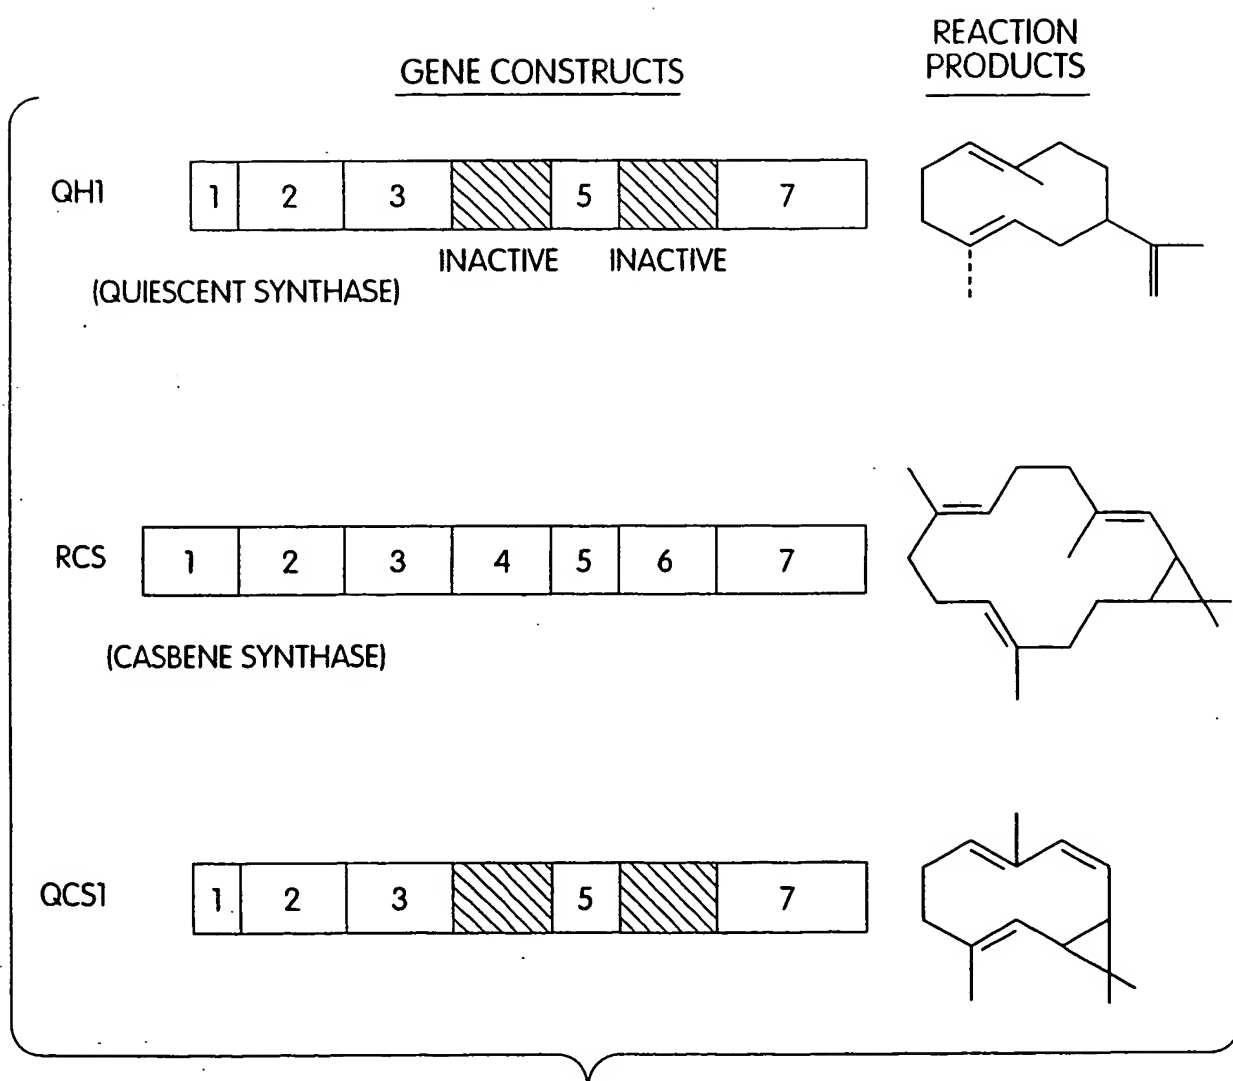 GENE CONSTRUCTS
REACTION
PRODUCTS
QH1
1 2 3 5 7
INACTIVE INACTIVE
(QUIESCENT SYNTHASE)
RCS
1 2 3 4 5 6 7
(CASBENE SYNTHASE)
QCS1
1 2 3 5 7